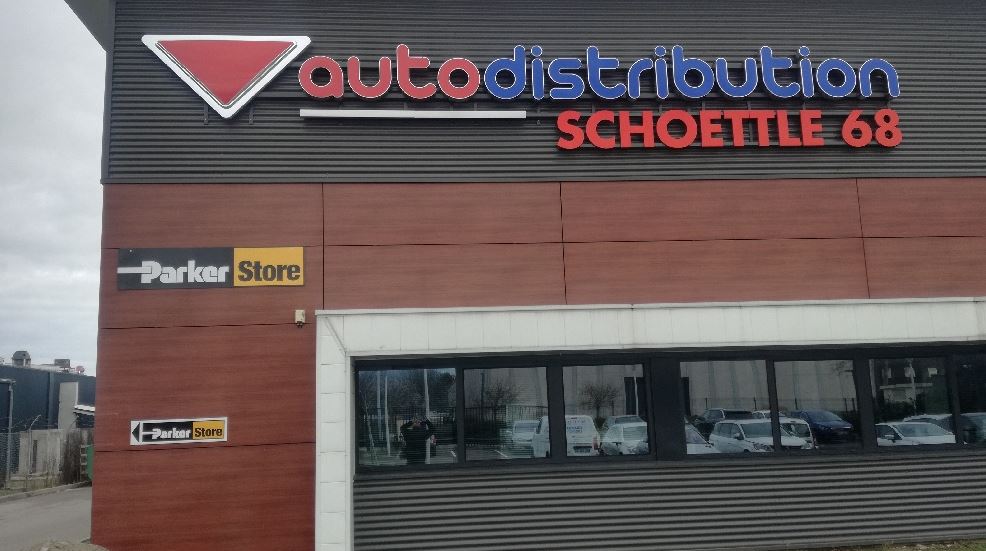 autodistribution
SCHOETTLE 68
Parker Store
Parker Store